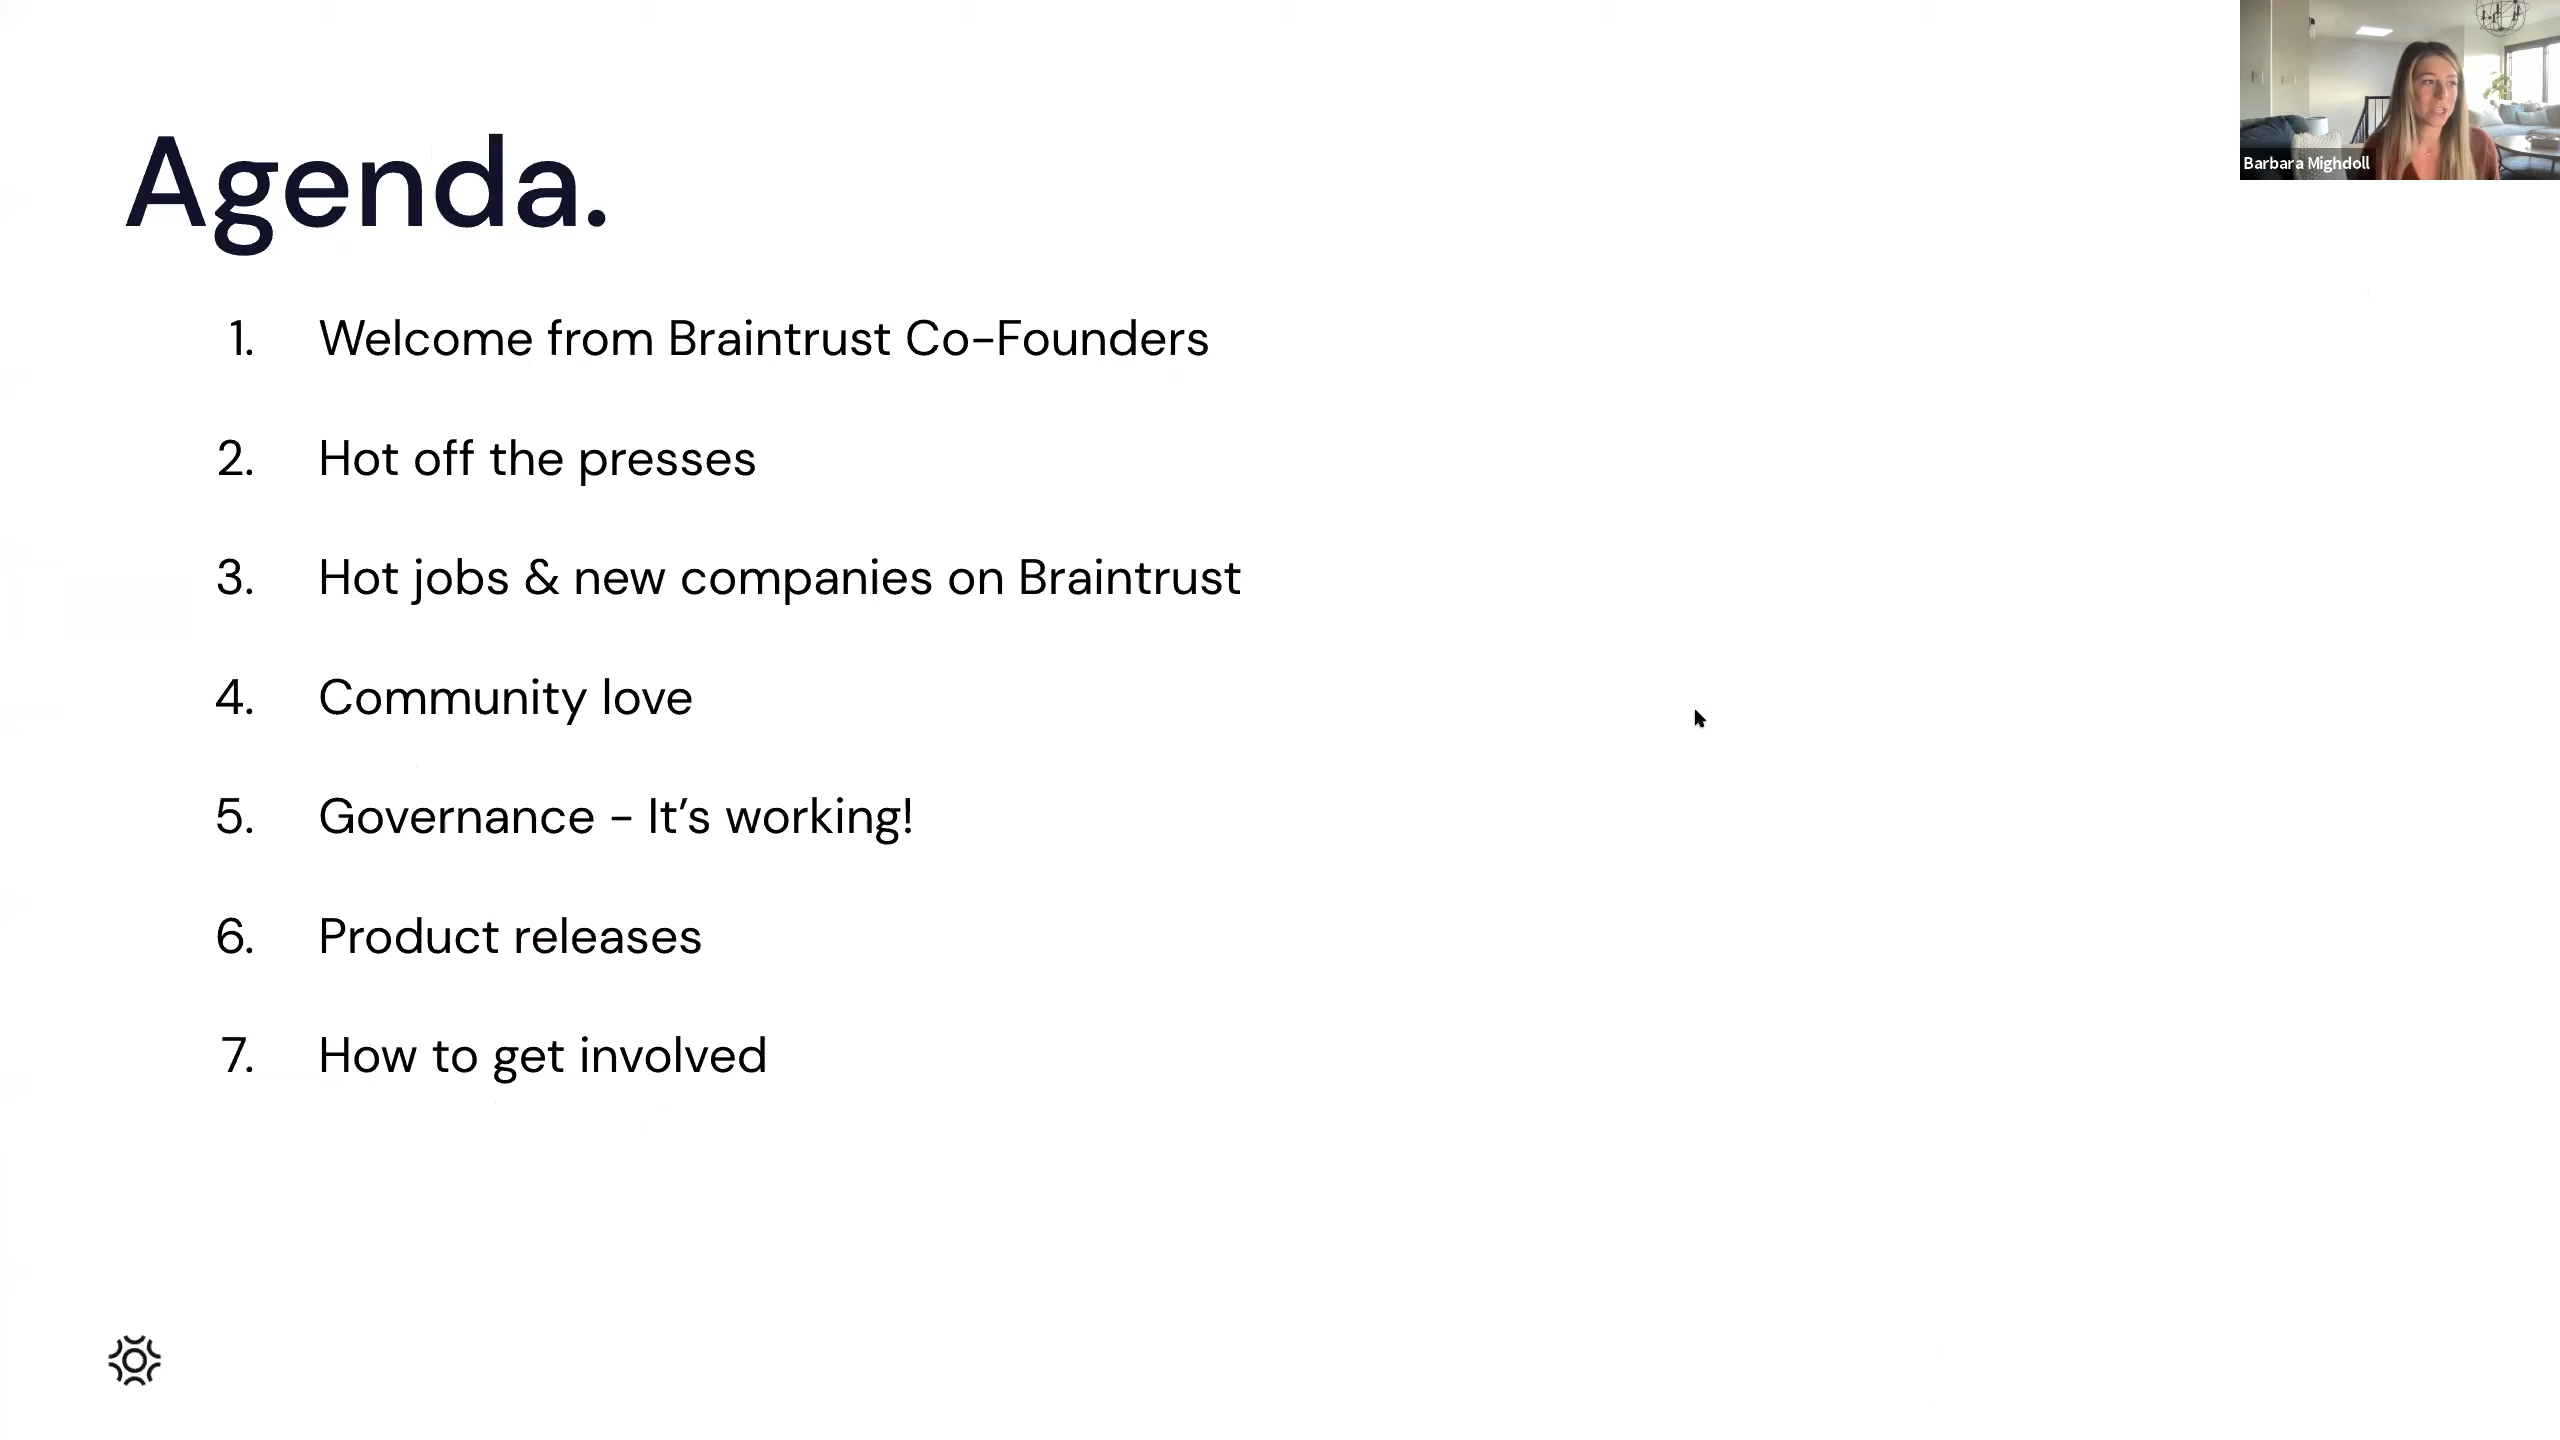 Agenda.
1. Welcome from Braintrust Co-Founders
2. Hot off the presses
3. Hot jobs & new companies on Braintrust
4. Community love
5. Governance - It’s working!
6. Product releases
7. How to get involved
Barbara Mighdoll